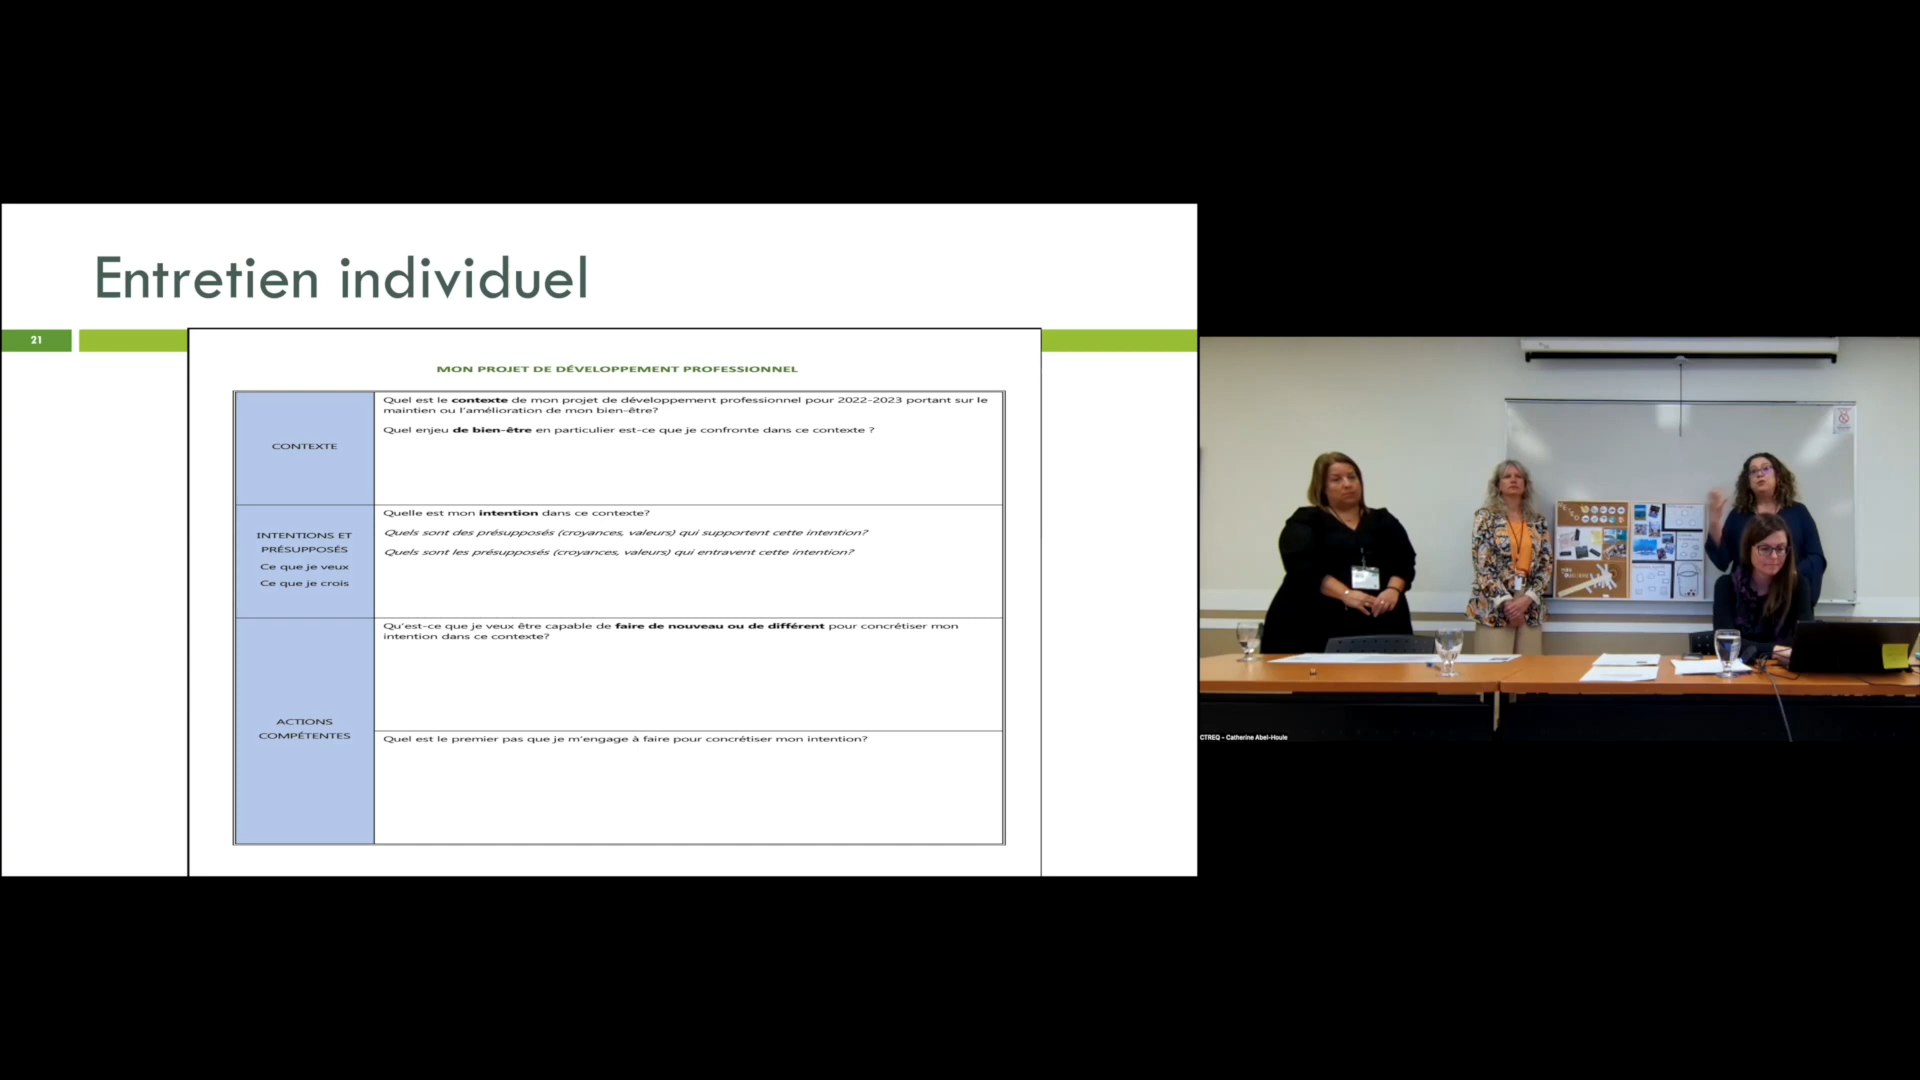 Entretien individuel
21
MON PROJET DE DÉVELOPPEMENT PROFESSIONNEL
CONTEXTE
Quel est le contexte de mon projet de développement professionnel pour 2022-2023 portant sur le
maintien ou l'amélioration de mon bien-être?
Quel enjeu de bien-être en particulier est-ce que je confronte dans ce contexte ?
INTENTIONS ET
PRÉSUPPOSÉS
Ce que je veux
Ce que je crois
Quelle est mon intention dans ce contexte?
Quels sont des présupposés (croyances, valeurs) qui supportent cette intention?
Quels sont les présupposés (croyances, valeurs) qui entravent cette intention?
ACTIONS
COMPÉTENTES
Qu'est-ce que je veux être capable de faire de nouveau ou de différent pour concrétiser mon
intention dans ce contexte?
Quel est le premier pas que je m'engage à faire pour concrétiser mon intention?
CTREQ - Catherine Abel-Houle